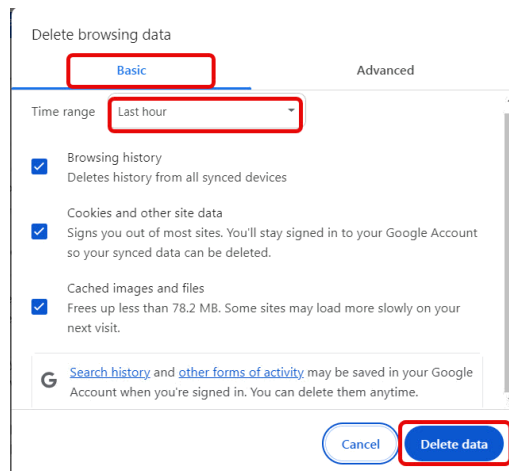 Delete browsing data
Basic
Advanced
Time range
Last hour
Browsing history
Deletes history from all synced devices
Cookies and other site data
Signs you out of most sites. You'll stay signed in to your Google Account
so your synced data can be deleted.
Cached images and files
Frees up less than 78.2 MB. Some sites may load more slowly on your
next visit.
G
Search history and other forms of activity may be saved in your Google
Account when you're signed in. You can delete them anytime.
Cancel
Delete data